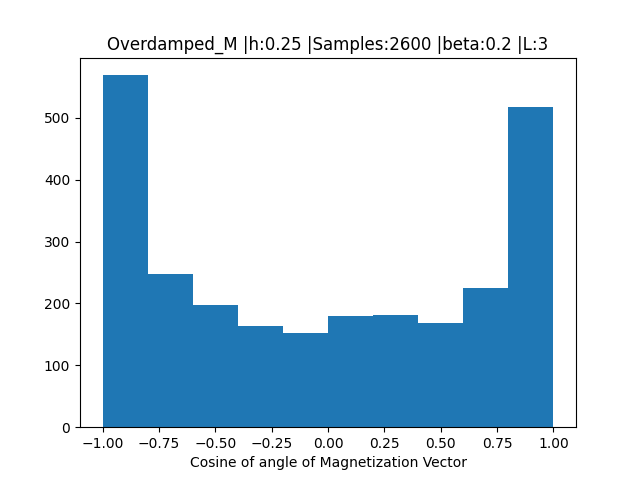 Overdamped_M |h:0.25 |Samples:2600 |beta:0.2 |L:3
500
400
300
200
100
0
−1.00 −0.75 −0.50 −0.25 0.00 0.25 0.50 0.75 1.00
Cosine of angle of Magnetization Vector